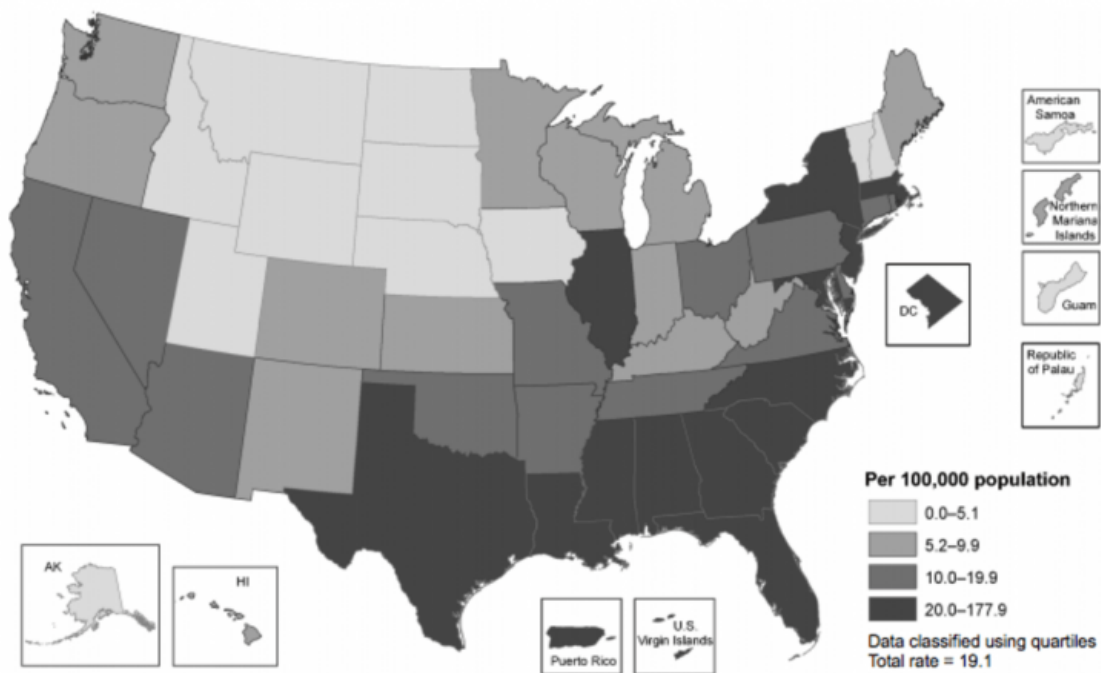 American
Samoa
Northern
Mariana
Islands
Guam
DC
Republic
of Palau
Per 100,000 population
0.0–5.1
5.2–9.9
10.0–19.9
20.0–177.9
Data classified using quartiles
Total rate = 19.1
AK
HI
Puerto Rico
U.S.
Virgin Islands